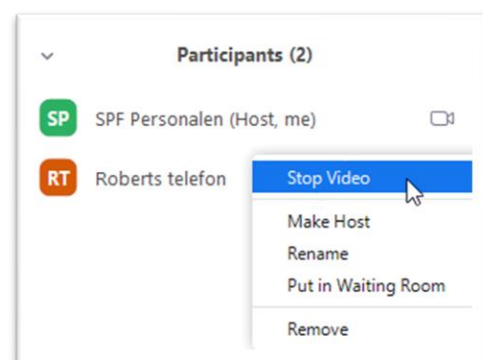 Participants (2)
SP SPF Personalen (Host, me)
RT Roberts telefon
Stop Video
Make Host
Rename
Put in Waiting Room
Remove